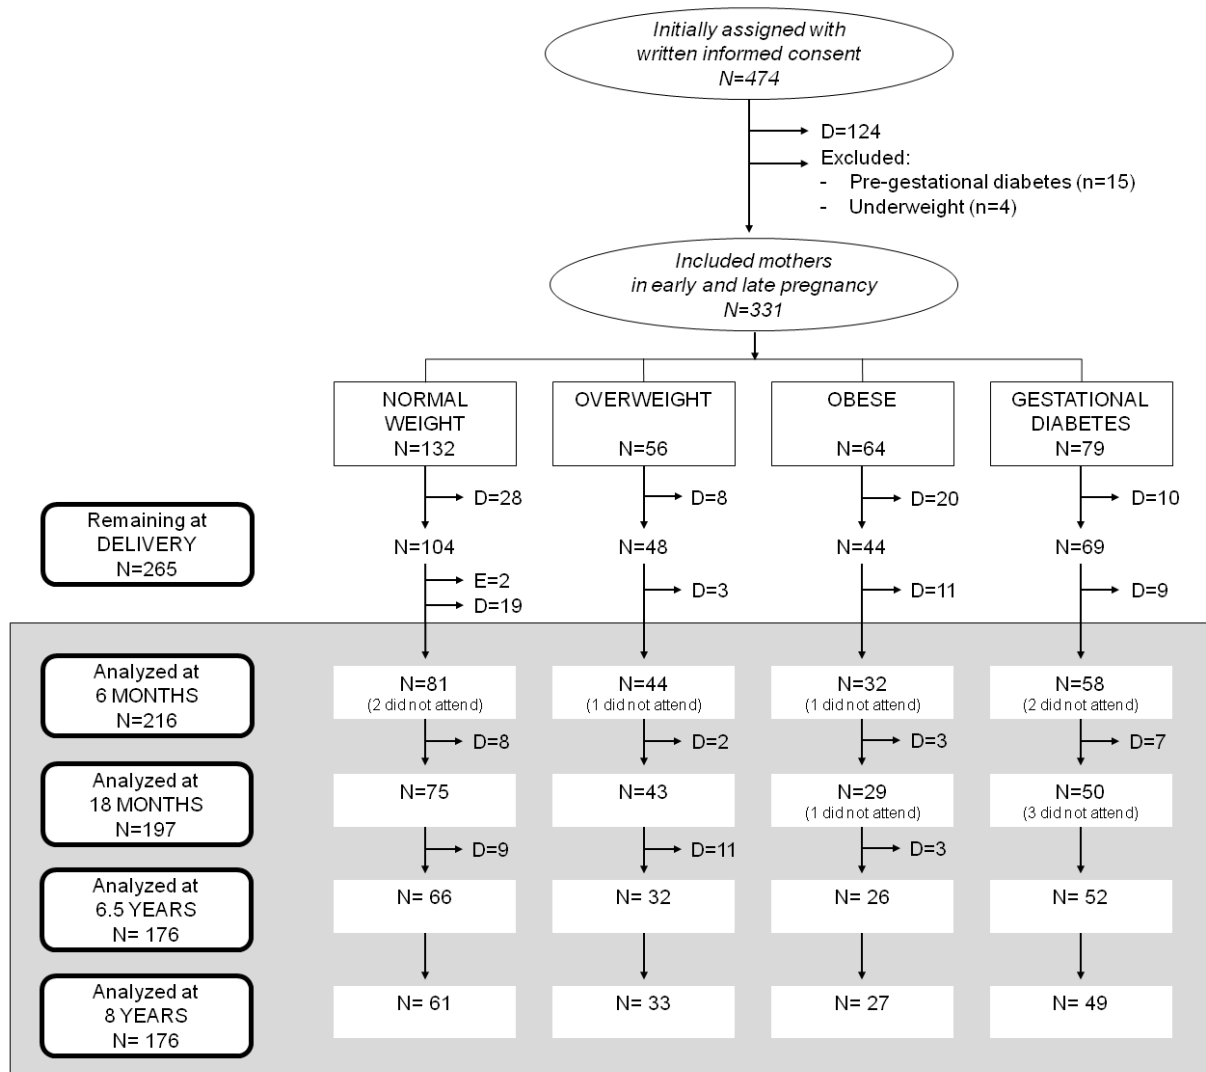 Initially assigned with
written informed consent
N=474
D=124
Excluded:
- Pre-gestational diabetes (n=15)
- Underweight (n=4)
Included mothers
in early and late pregnancy
N=331
NORMAL
WEIGHT
N=132
OVERWEIGHT
N=56
OBESE
N=64
GESTATIONAL
DIABETES
N=79
D=28
D=8
D=20
D=10
Remaining at
DELIVERY
N=265
N=104
N=48
N=44
N=69
E=2
D=19
D=3
D=11
D=9
Analyzed at
6 MONTHS
N=216
N=81
(2 did not attend)
N=44
(1 did not attend)
N=32
(1 did not attend)
N=58
(2 did not attend)
D=8
D=2
D=3
D=7
Analyzed at
18 MONTHS
N=197
N=75
N=43
N=29
(1 did not attend)
N=50
(3 did not attend)
D=9
D=11
D=3
Analyzed at
6.5 YEARS
N= 176
N= 66
N= 32
N= 26
N= 52
Analyzed at
8 YEARS
N= 176
N= 61
N= 33
N= 27
N= 49